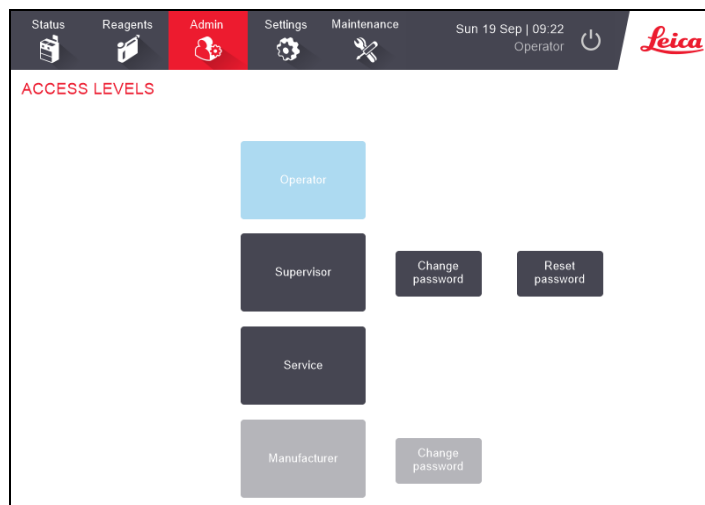 Status Reagents Admin Settings Maintenance Sun 19 Sep | 09:22
Operator
Leica
ACCESS LEVELS
Operator
Supervisor
Change
password
Reset
password
Service
Manufacturer
Change
password